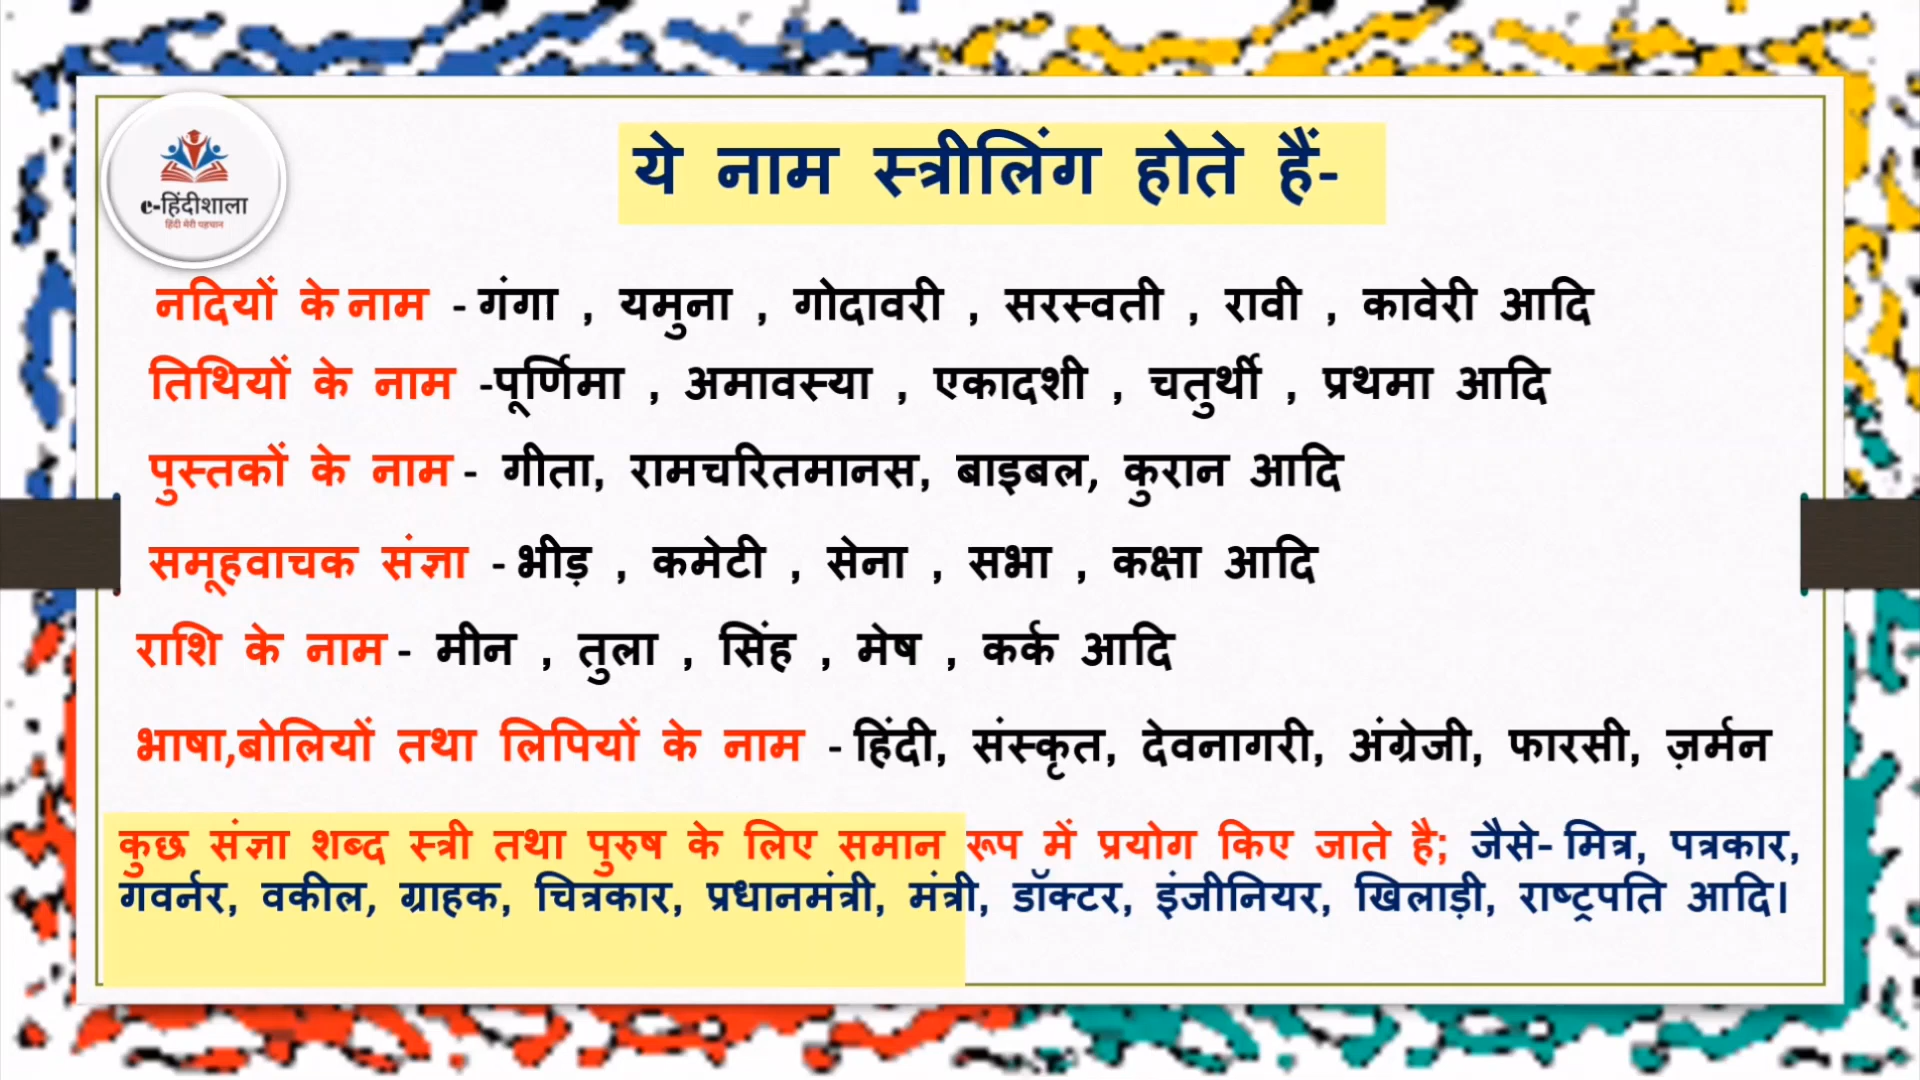 e-हिंदीशाला
हिंदी मेरी पहचान
ये नाम स्त्रीलिंग होते हैं-
नदियों के नाम - गंगा , यमुना , गोदावरी , सरस्वती , रावी , कावेरी आदि
तिथियों के नाम -पूर्णिमा , अमावस्या , एकादशी , चतुर्थी , प्रथमा आदि
पुस्तकों के नाम - गीता, रामचरितमानस, बाइबल, कुरान आदि
समूहवाचक संज्ञा - भीड़ , कमेटी , सेना , सभा , कक्षा आदि
राशि के नाम - मीन , तुला , सिंह , मेष , कर्क आदि
भाषा,बोलियों तथा लिपियों के नाम - हिंदी, संस्कृत, देवनागरी, अंग्रेजी, फारसी, ज़र्मन
कुछ संज्ञा शब्द स्त्री तथा पुरुष के लिए समान रूप में प्रयोग किए जाते है; जैसे- मित्र, पत्रकार,
गवर्नर, वकील, ग्राहक, चित्रकार, प्रधानमंत्री, मंत्री, डॉक्टर, इंजीनियर, खिलाड़ी, राष्ट्रपति आदि।